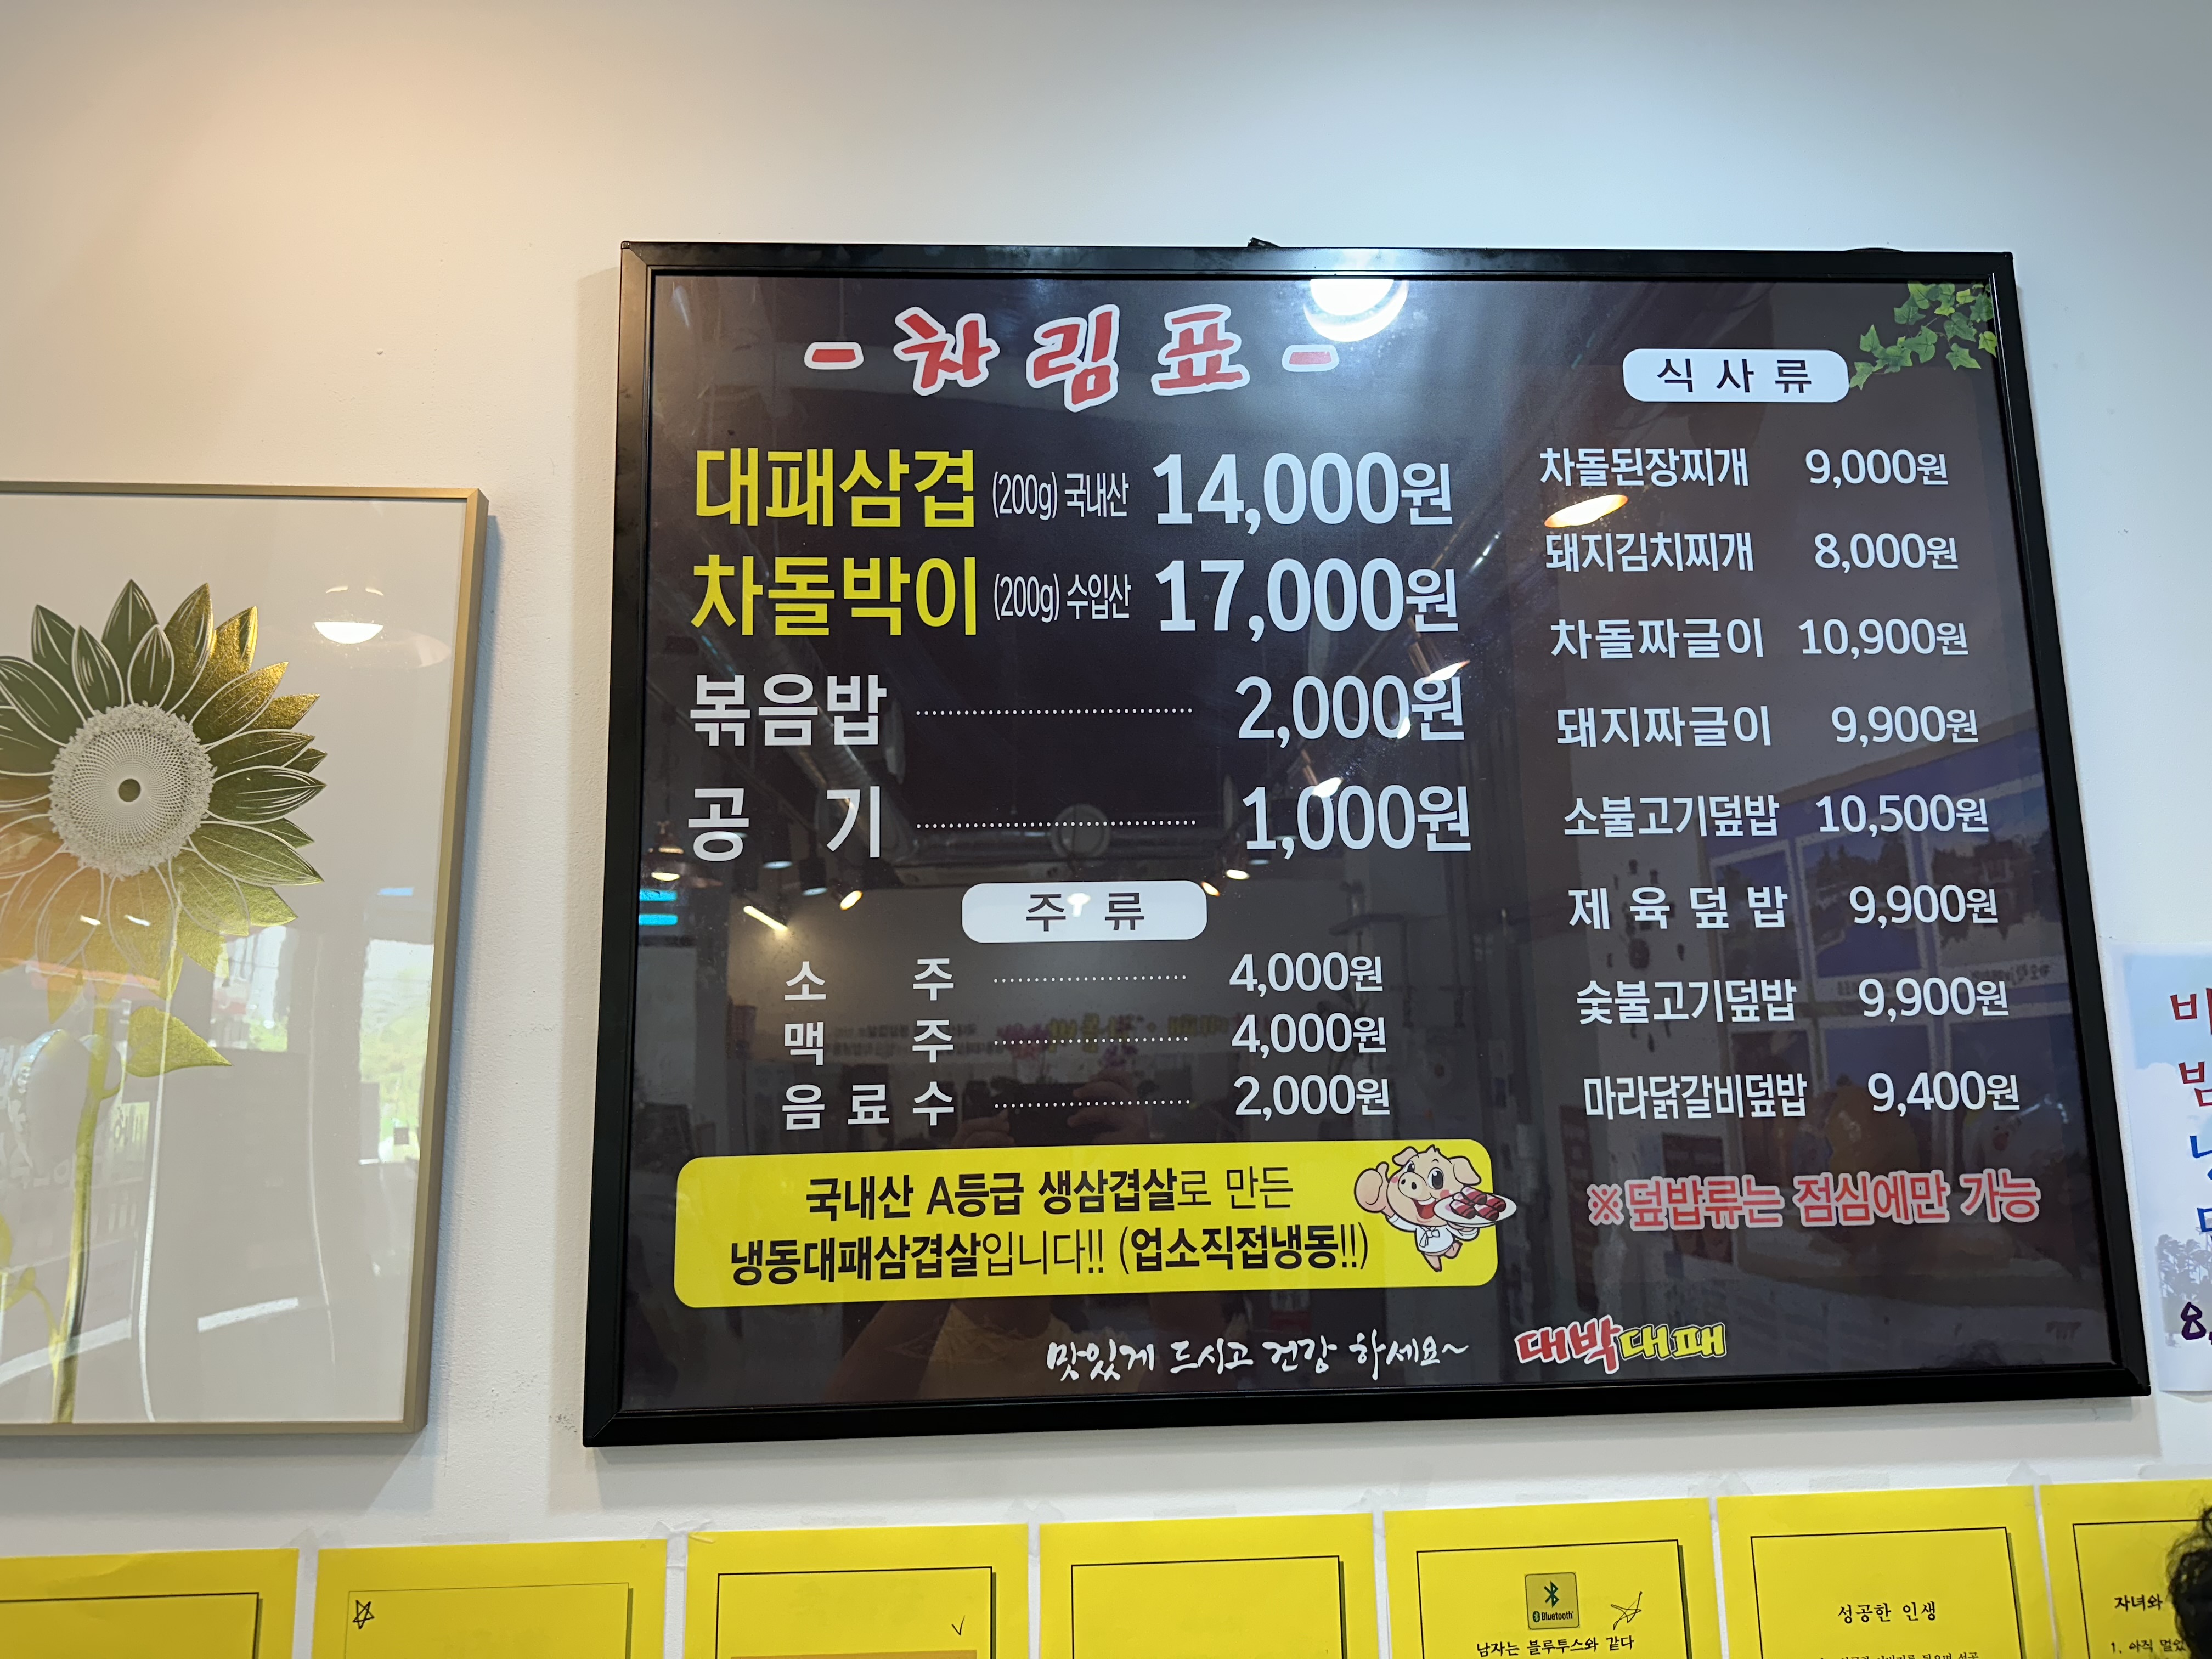 - 차림표 -
대패삼겹 (200g) 국내산 14,000원
차돌박이 (200g) 수입산 17,000원
볶음밥 2,000원
공기 1,000원
주류
소주 4,000원
맥주 4,000원
음료수 2,000원
국내산 A등급 생삼겹살로 만든
냉동대패삼겹살입니다!! (업소직접냉동!!)
맛있게 드시고 건강 하세요~
대박대패
식사류
차돌된장찌개 9,000원
돼지김치찌개 8,000원
차돌짜글이 10,900원
돼지짜글이 9,900원
소불고기덮밥 10,500원
제육덮밥 9,900원
숯불고기덮밥 9,900원
마라닭갈비덮밥 9,400원
※덮밥류는 점심에만 가능
Bluetooth
남자는 블루투스와 같다
성공한 인생
자녀와
1. 아직